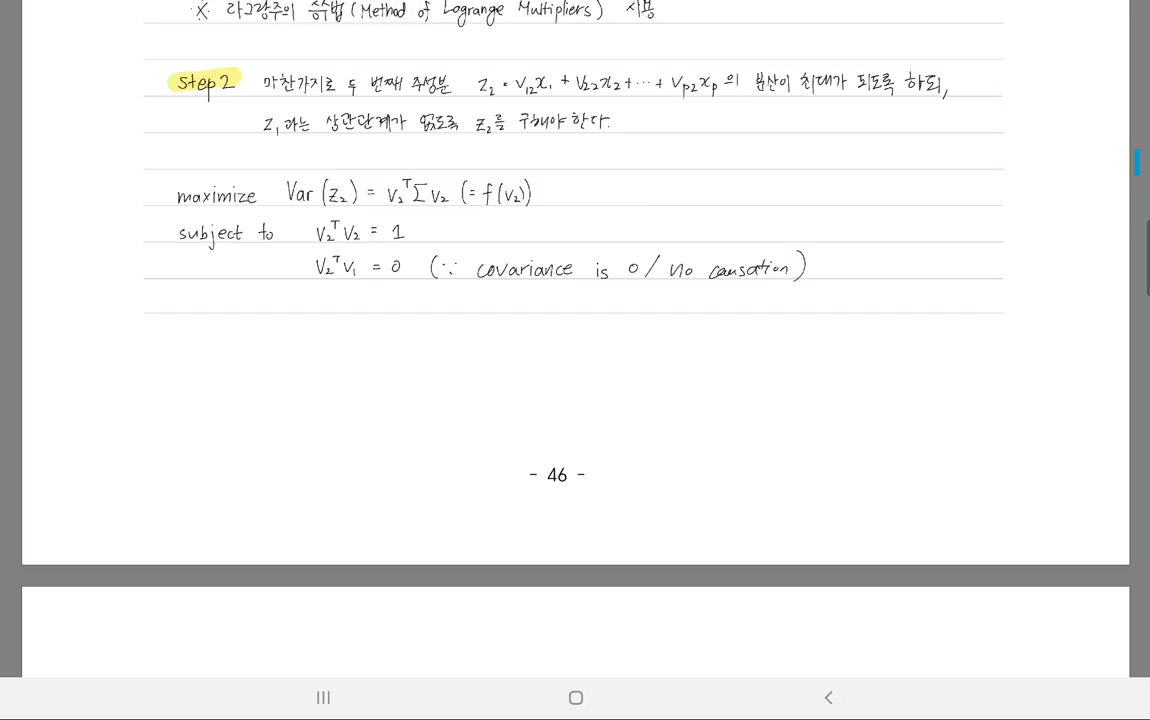 ※ 라그랑주의 승수법 (Method of Lagrange Multipliers) 사용
Step 2 마찬가지로 두 번째 주성분 Z₂ = V₁₂x₁ + V₂₂x₂ + ⋯ + Vₚ₂xₚ 의 분산이 최대가 되도록 하되,
Z₁과는 상관관계가 없도록 Z₂를 구해야 한다.
maximize Var (Z₂) = V₂ᵀΣV₂ (= f(V₂))
subject to V₂ᵀV₂ = 1
V₂ᵀV₁ = 0 (∵ covariance is 0 / no causation)
- 46 -